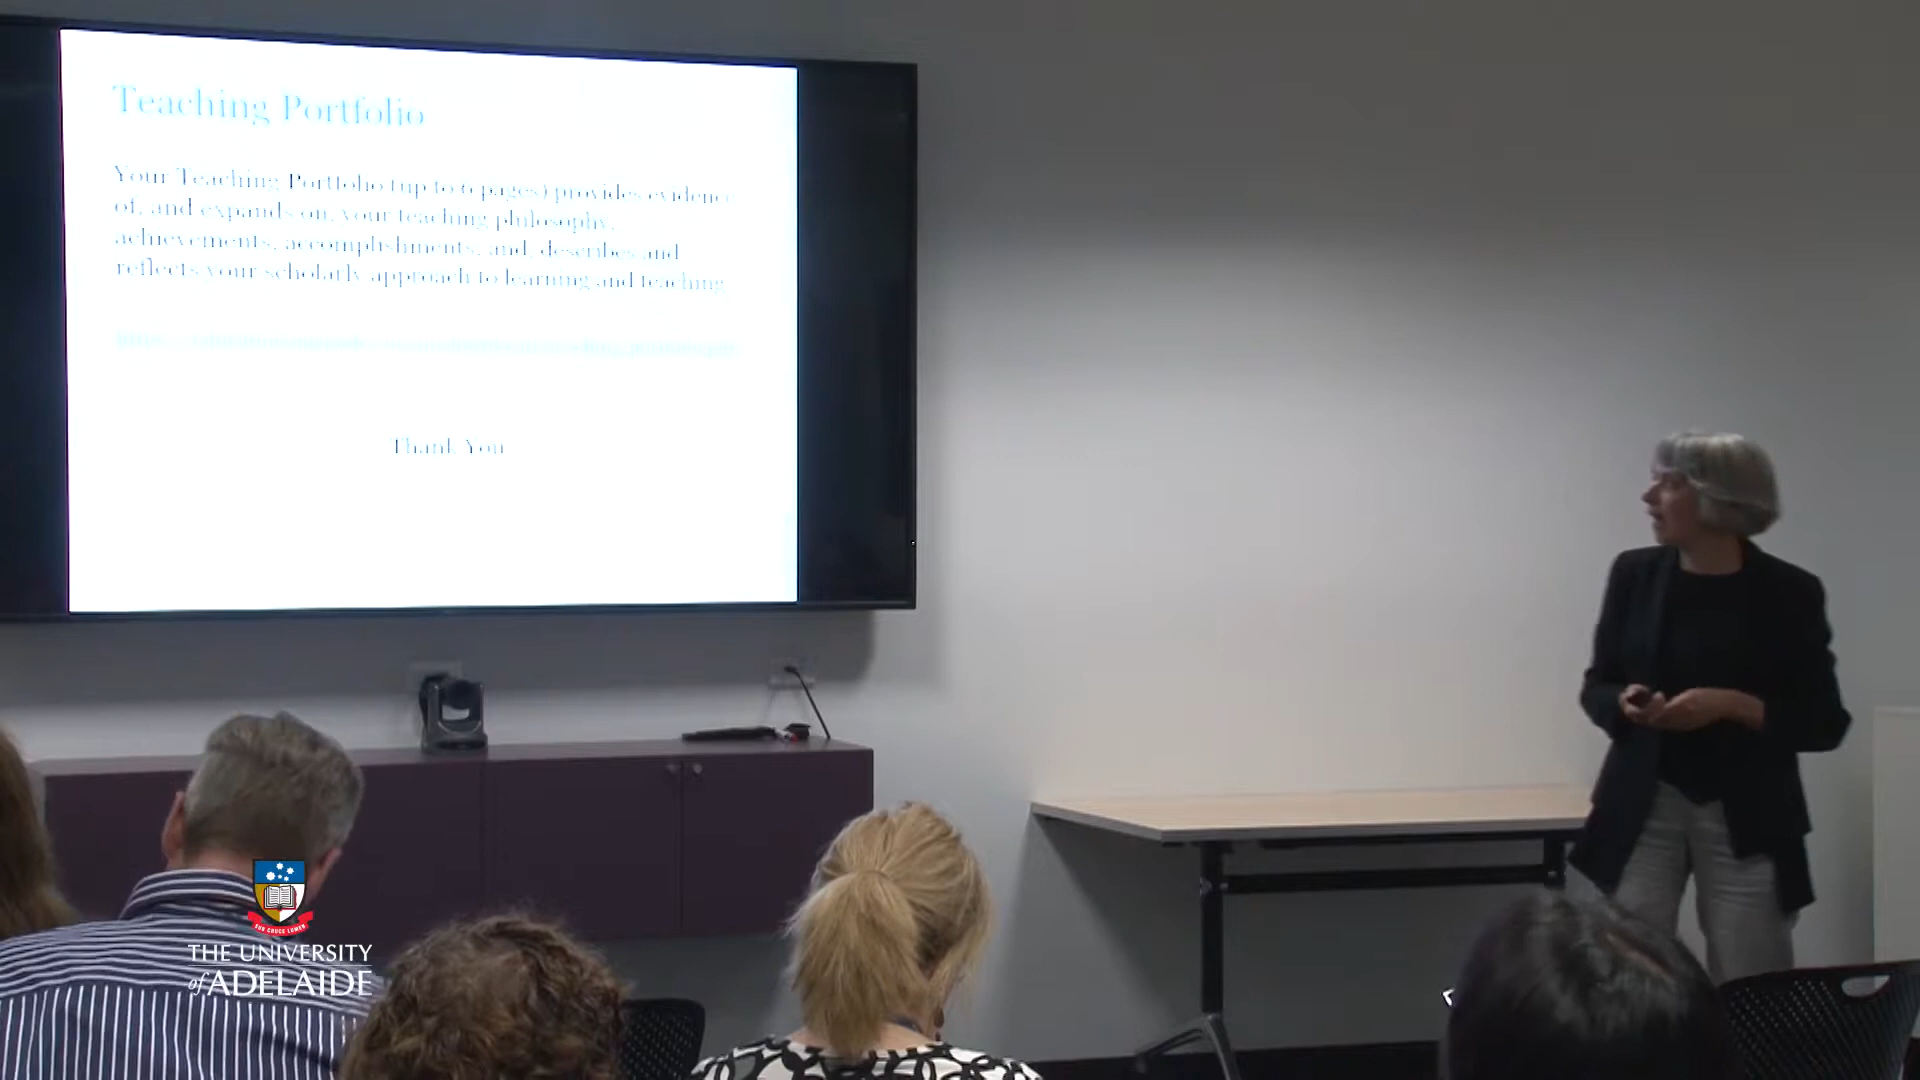 Teaching Portfolio
Your Teaching Portfolio (up to 6 pages) provides evidence
of, and expands on, your teaching philosophy,
achievements, accomplishments, and, describes and
reflects your scholarly approach to learning and teaching
Thank You
THE UNIVERSITY
of ADELAIDE